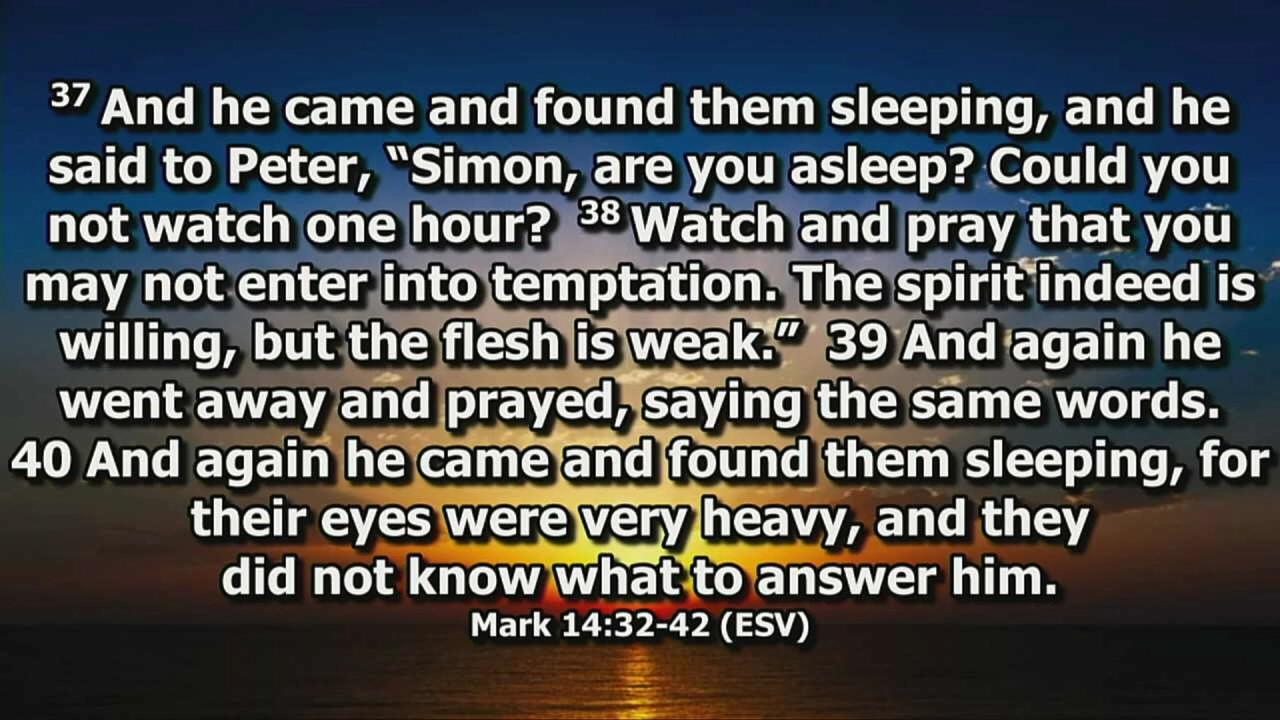 37 And he came and found them sleeping, and he
said to Peter, “Simon, are you asleep? Could you
not watch one hour? 38 Watch and pray that you
may not enter into temptation. The spirit indeed is
willing, but the flesh is weak.” 39 And again he
went away and prayed, saying the same words.
40 And again he came and found them sleeping, for
their eyes were very heavy, and they
did not know what to answer him.
Mark 14:32-42 (ESV)